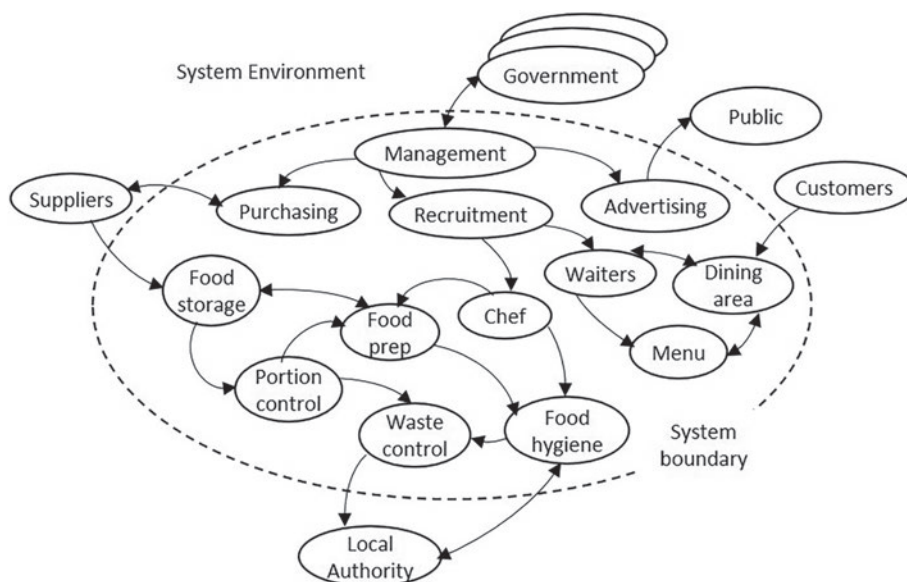 System Environment
Government
Public
Management
Suppliers
Customers
Purchasing
Recruitment
Advertising
Food
storage
Waiters
Dining
area
Food
prep
Chef
Menu
Portion
control
Waste
control
Food
hygiene
System
boundary
Local
Authority